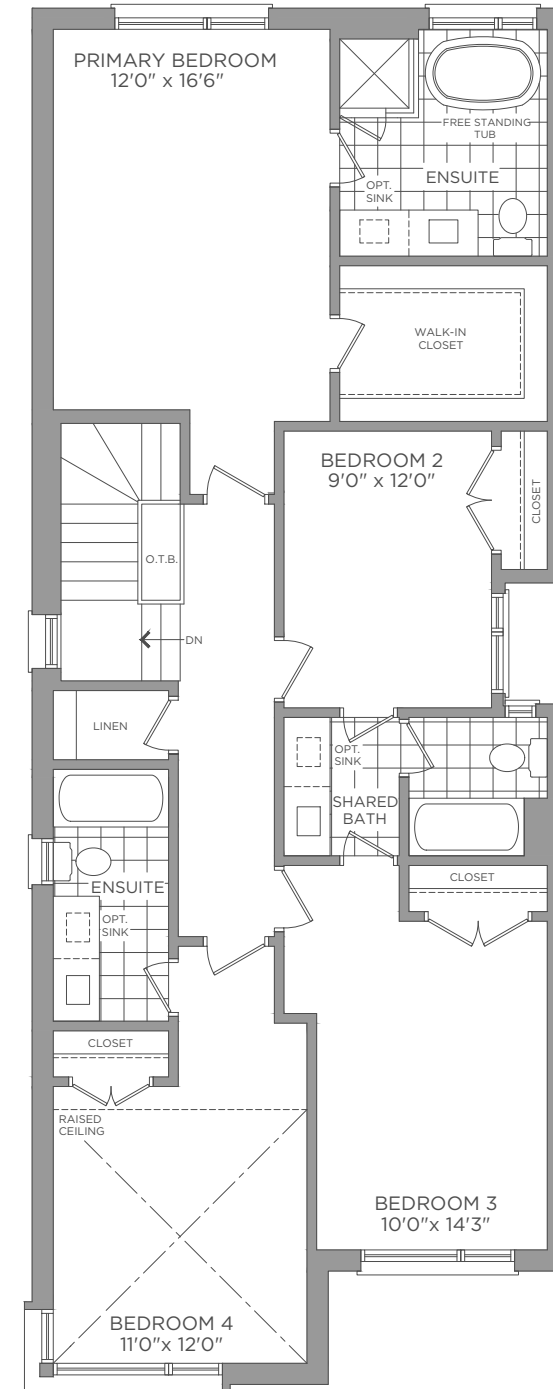 PRIMARY BEDROOM
12'0" x 16'6"
FREE STANDING
TUB
ENSUITE
OPT.
SINK
WALK-IN
CLOSET
BEDROOM 2
9'0" x 12'0"
CLOSET
O.T.B.
DN
LINEN
OPT.
SINK
SHARED
BATH
ENSUITE
OPT.
SINK
CLOSET
CLOSET
RAISED
CEILING
BEDROOM 3
10'0"x 14'3"
BEDROOM 4
11'0"x 12'0"